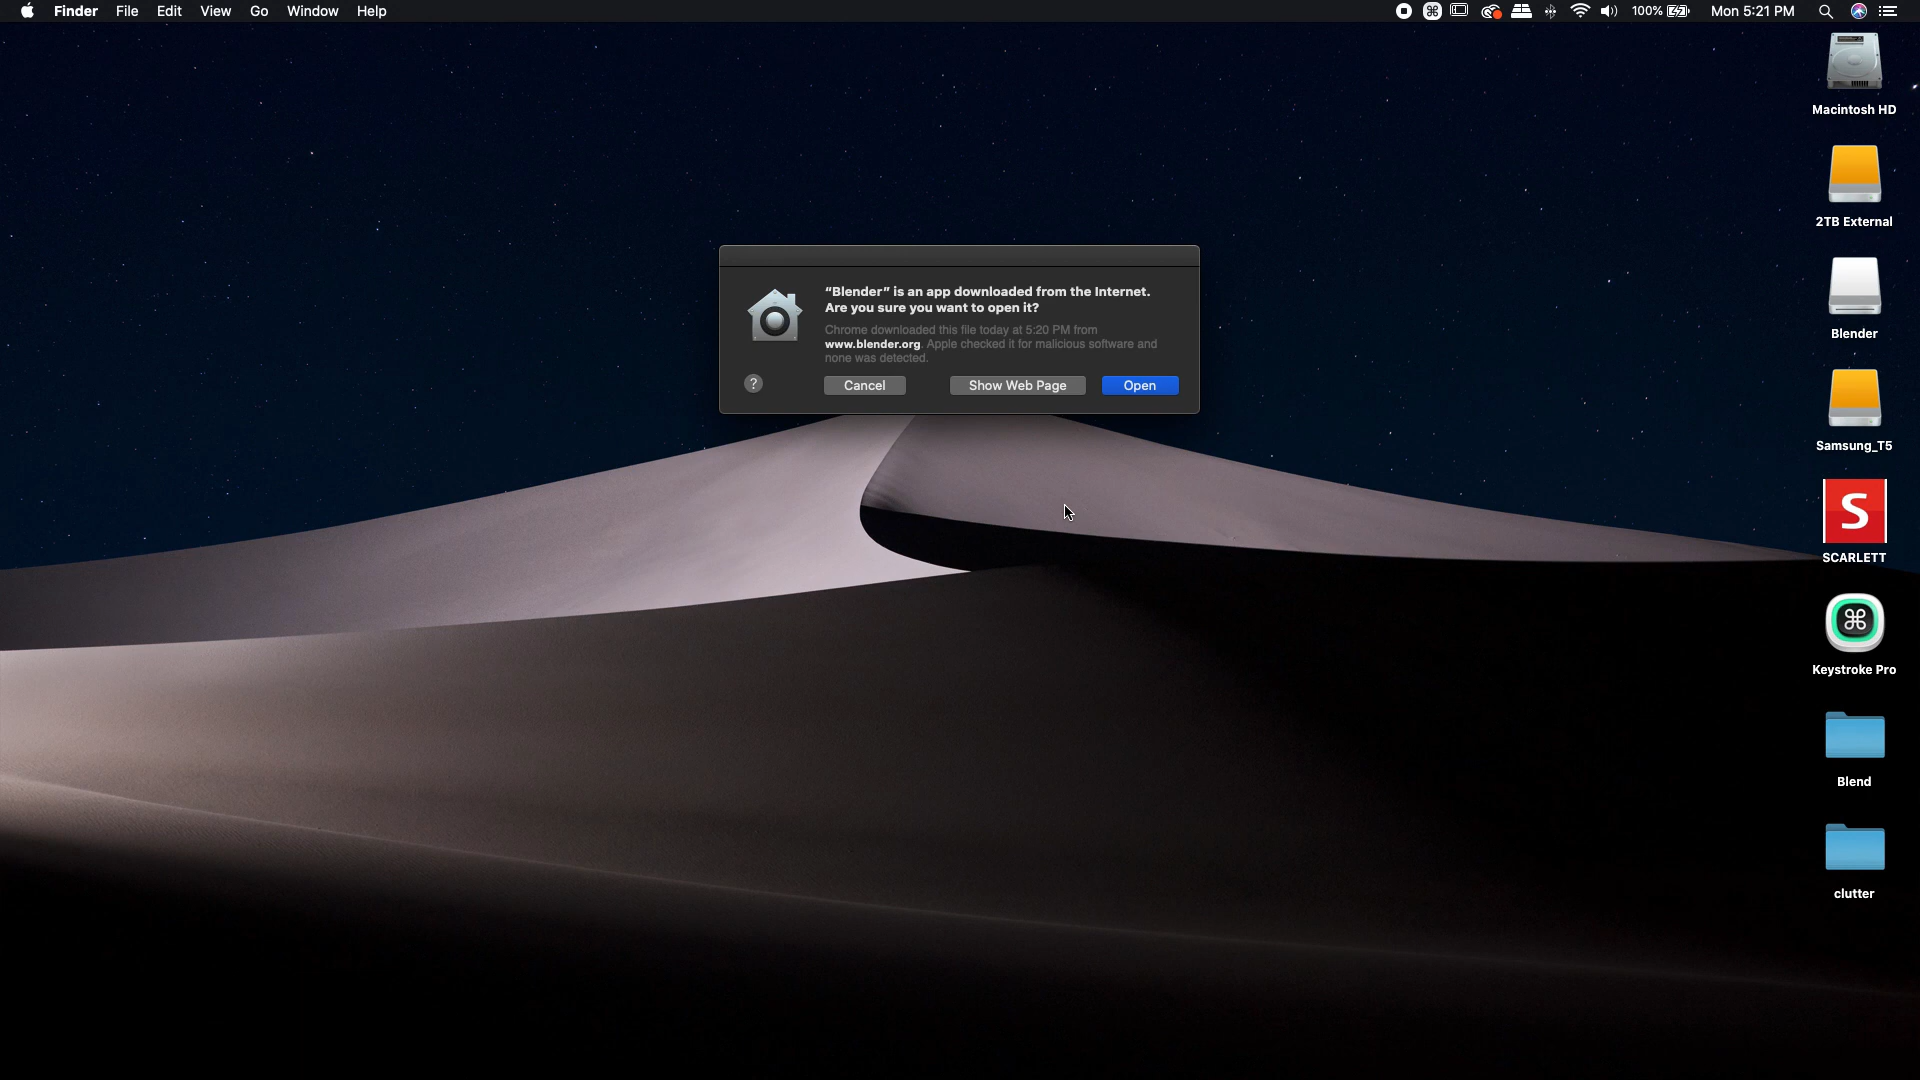 Finder File Edit View Go Window Help 100% Mon 5:21 PM
Macintosh HD
2TB External
“Blender” is an app downloaded from the Internet.
Are you sure you want to open it?
Chrome downloaded this file today at 5:20 PM from
www.blender.org. Apple checked it for malicious software and
none was detected.
? Cancel Show Web Page Open
Blender
Samsung_T5
S
SCARLETT
⌘
Keystroke Pro
Blend
clutter